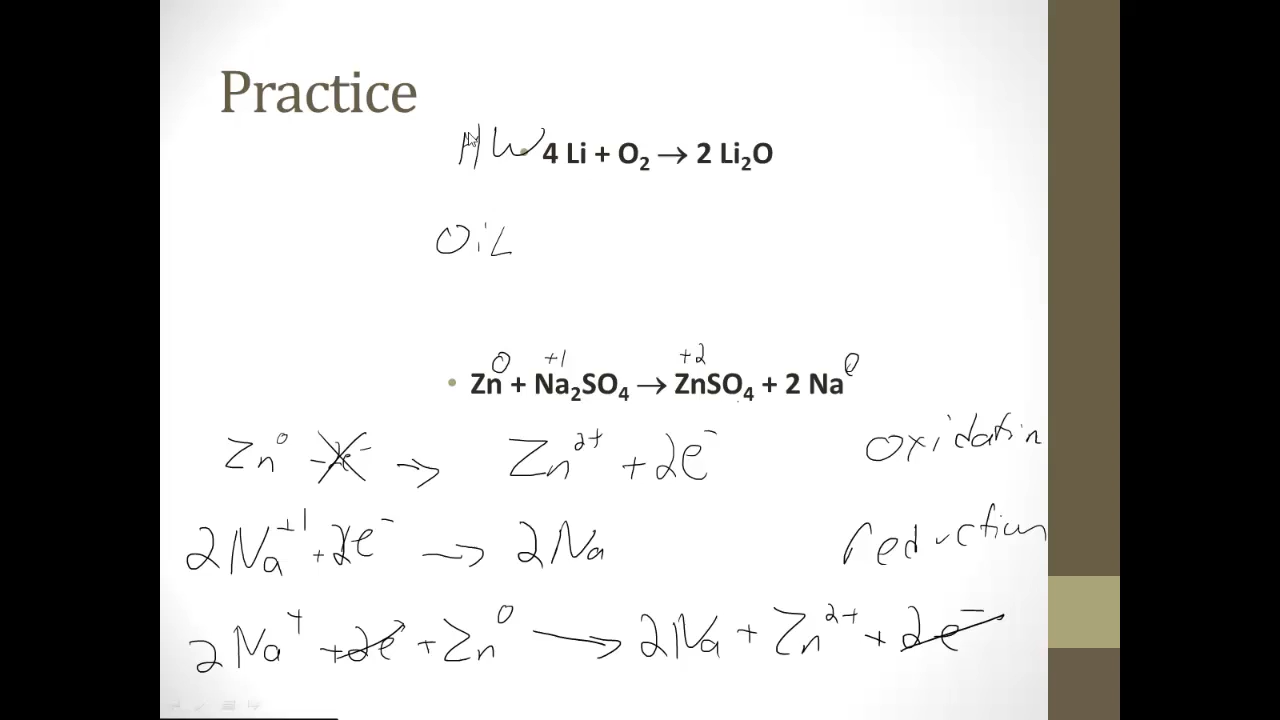 Practice
HW • 4 Li + O₂ → 2 Li₂O
OiL
0 +1 +2 0
• Zn + Na₂SO₄ → ZnSO₄ + 2 Na
Zn⁰ → Zn²⁺ + 2e⁻ oxidation
2Na⁺¹ + 2e⁻ → 2Na reduction
2Na⁺ + 2e + Zn⁰ → 2Na + Zn²⁺ + 2e⁻